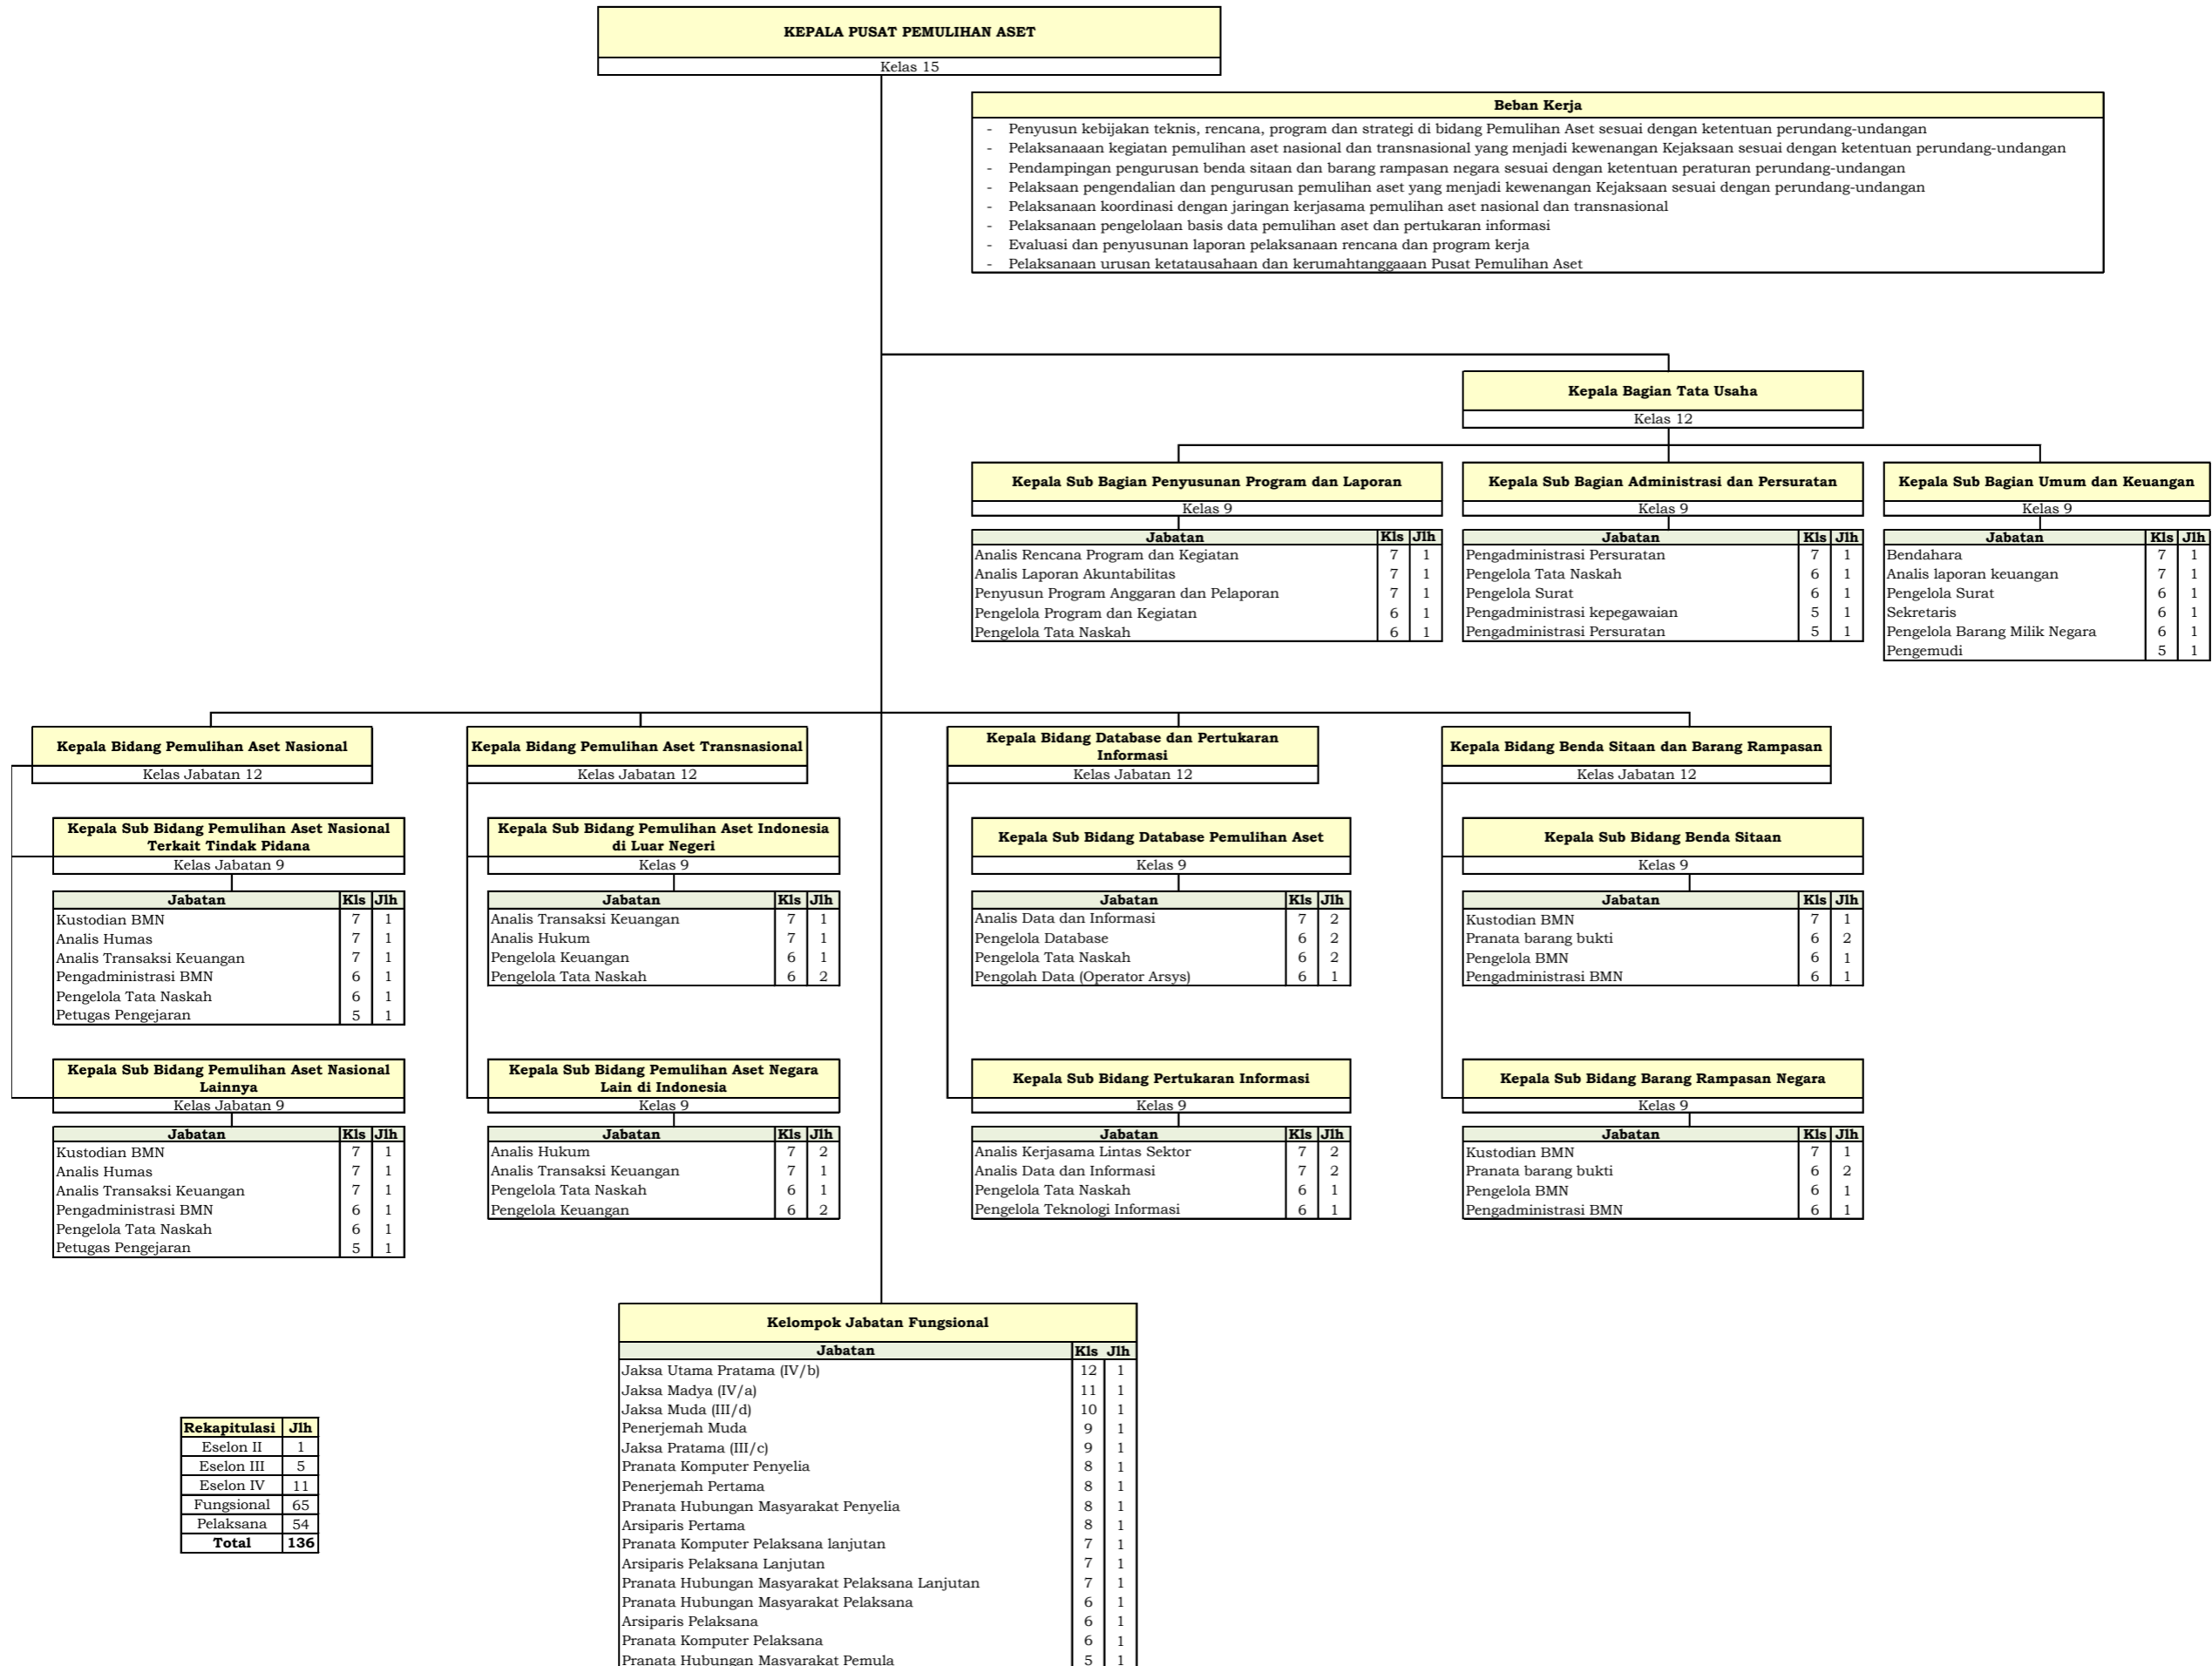 KEPALA PUSAT PEMULIHAN ASET
Kelas 15
Beban Kerja
- Penyusun kebijakan teknis, rencana, program dan strategi di bidang Pemulihan Aset sesuai dengan ketentuan perundang-undangan
- Pelaksanaaan kegiatan pemulihan aset nasional dan transnasional yang menjadi kewenangan Kejaksaan sesuai dengan ketentuan perundang-undangan
- Pendampingan pengurusan benda sitaan dan barang rampasan negara sesuai dengan ketentuan peraturan perundang-undangan
- Pelaksaan pengendalian dan pengurusan pemulihan aset yang menjadi kewenangan Kejaksaan sesuai dengan perundang-undangan
- Pelaksanaan koordinasi dengan jaringan kerjasama pemulihan aset nasional dan transnasional
- Pelaksanaan pengelolaan basis data pemulihan aset dan pertukaran informasi
- Evaluasi dan penyusunan laporan pelaksanaan rencana dan program kerja
- Pelaksanaan urusan ketatausahaan dan kerumahtanggaaan Pusat Pemulihan Aset
Kepala Bagian Tata Usaha
Kelas 12
Kepala Sub Bagian Penyusunan Program dan Laporan
Kelas 9
Jabatan Kls Jlh
Analis Rencana Program dan Kegiatan 7 1
Analis Laporan Akuntabilitas 7 1
Penyusun Program Anggaran dan Pelaporan 7 1
Pengelola Program dan Kegiatan 6 1
Pengelola Tata Naskah 6 1
Kepala Sub Bagian Administrasi dan Persuratan
Kelas 9
Jabatan Kls Jlh
Pengadministrasi Persuratan 7 1
Pengelola Tata Naskah 6 1
Pengelola Surat 6 1
Pengadministrasi kepegawaian 5 1
Pengadministrasi Persuratan 5 1
Kepala Sub Bagian Umum dan Keuangan
Kelas 9
Jabatan Kls Jlh
Bendahara 7 1
Analis laporan keuangan 7 1
Pengelola Surat 6 1
Sekretaris 6 1
Pengelola Barang Milik Negara 6 1
Pengemudi 5 1
Kepala Bidang Pemulihan Aset Nasional
Kelas Jabatan 12
Kepala Sub Bidang Pemulihan Aset Nasional
Terkait Tindak Pidana
Kelas Jabatan 9
Jabatan Kls Jlh
Kustodian BMN 7 1
Analis Humas 7 1
Analis Transaksi Keuangan 7 1
Pengadministrasi BMN 6 1
Pengelola Tata Naskah 6 1
Petugas Pengejaran 5 1
Kepala Sub Bidang Pemulihan Aset Nasional
Lainnya
Kelas Jabatan 9
Jabatan Kls Jlh
Kustodian BMN 7 1
Analis Humas 7 1
Analis Transaksi Keuangan 7 1
Pengadministrasi BMN 6 1
Pengelola Tata Naskah 6 1
Petugas Pengejaran 5 1
Kepala Bidang Pemulihan Aset Transnasional
Kelas Jabatan 12
Kepala Sub Bidang Pemulihan Aset Indonesia
di Luar Negeri
Kelas 9
Jabatan Kls Jlh
Analis Transaksi Keuangan 7 1
Analis Hukum 7 1
Pengelola Keuangan 6 1
Pengelola Tata Naskah 6 2
Kepala Sub Bidang Pemulihan Aset Negara
Lain di Indonesia
Kelas 9
Jabatan Kls Jlh
Analis Hukum 7 2
Analis Transaksi Keuangan 7 1
Pengelola Tata Naskah 6 1
Pengelola Keuangan 6 2
Kepala Bidang Database dan Pertukaran
Informasi
Kelas Jabatan 12
Kepala Sub Bidang Database Pemulihan Aset
Kelas 9
Jabatan Kls Jlh
Analis Data dan Informasi 7 2
Pengelola Database 6 2
Pengelola Tata Naskah 6 2
Pengolah Data (Operator Arsys) 6 1
Kepala Sub Bidang Pertukaran Informasi
Kelas 9
Jabatan Kls Jlh
Analis Kerjasama Lintas Sektor 7 2
Analis Data dan Informasi 7 2
Pengelola Tata Naskah 6 1
Pengelola Teknologi Informasi 6 1
Kepala Bidang Benda Sitaan dan Barang Rampasan
Kelas Jabatan 12
Kepala Sub Bidang Benda Sitaan
Kelas 9
Jabatan Kls Jlh
Kustodian BMN 7 1
Pranata barang bukti 6 2
Pengelola BMN 6 1
Pengadministrasi BMN 6 1
Kepala Sub Bidang Barang Rampasan Negara
Kelas 9
Jabatan Kls Jlh
Kustodian BMN 7 1
Pranata barang bukti 6 2
Pengelola BMN 6 1
Pengadministrasi BMN 6 1
Kelompok Jabatan Fungsional
Jabatan Kls Jlh
Jaksa Utama Pratama (IV/b) 12 1
Jaksa Madya (IV/a) 11 1
Jaksa Muda (III/d) 10 1
Penerjemah Muda 9 1
Jaksa Pratama (III/c) 9 1
Pranata Komputer Penyelia 8 1
Penerjemah Pertama 8 1
Pranata Hubungan Masyarakat Penyelia 8 1
Arsiparis Pertama 8 1
Pranata Komputer Pelaksana lanjutan 7 1
Arsiparis Pelaksana Lanjutan 7 1
Pranata Hubungan Masyarakat Pelaksana Lanjutan 7 1
Pranata Hubungan Masyarakat Pelaksana 6 1
Arsiparis Pelaksana 6 1
Pranata Komputer Pelaksana 6 1
Pranata Hubungan Masyarakat Pemula 5 1
Rekapitulasi Jlh
Eselon II 1
Eselon III 5
Eselon IV 11
Fungsional 65
Pelaksana 54
Total 136